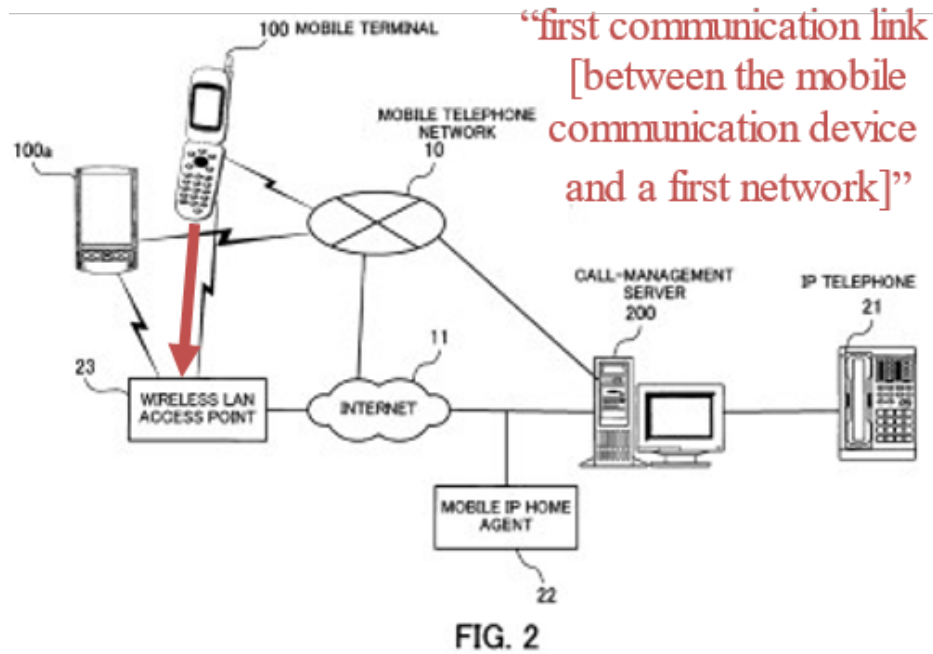 100 MOBILE TERMINAL
“first communication link
[between the mobile
communication device
and a first network]”
MOBILE TELEPHONE
NETWORK
10
100a
CALL-MANAGEMENT
SERVER
200
IP TELEPHONE
21
11
23
WIRELESS LAN
ACCESS POINT
INTERNET
MOBILE IP HOME
AGENT
22
FIG. 2